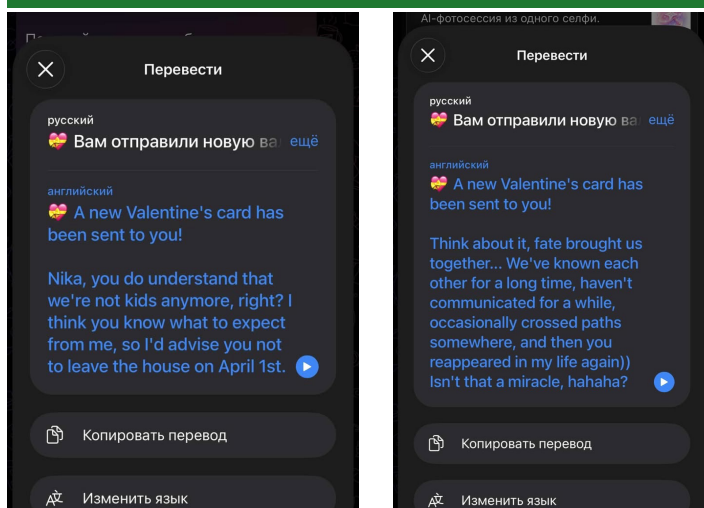 Перевести
русский
💝 Вам отправили новую ва
ещё
английский
💝 A new Valentine's card has
been sent to you!
Nika, you do understand that
we're not kids anymore, right? I
think you know what to expect
from me, so I'd advise you not
to leave the house on April 1st.
Копировать перевод
Изменить язык
AI-фотосессия из одного селфи.
Перевести
русский
💝 Вам отправили новую ва
ещё
английский
💝 A new Valentine's card has
been sent to you!
Think about it, fate brought us
together... We've known each
other for a long time, haven't
communicated for a while,
occasionally crossed paths
somewhere, and then you
reappeared in my life again))
Isn't that a miracle, hahaha?
Копировать перевод
Изменить язык